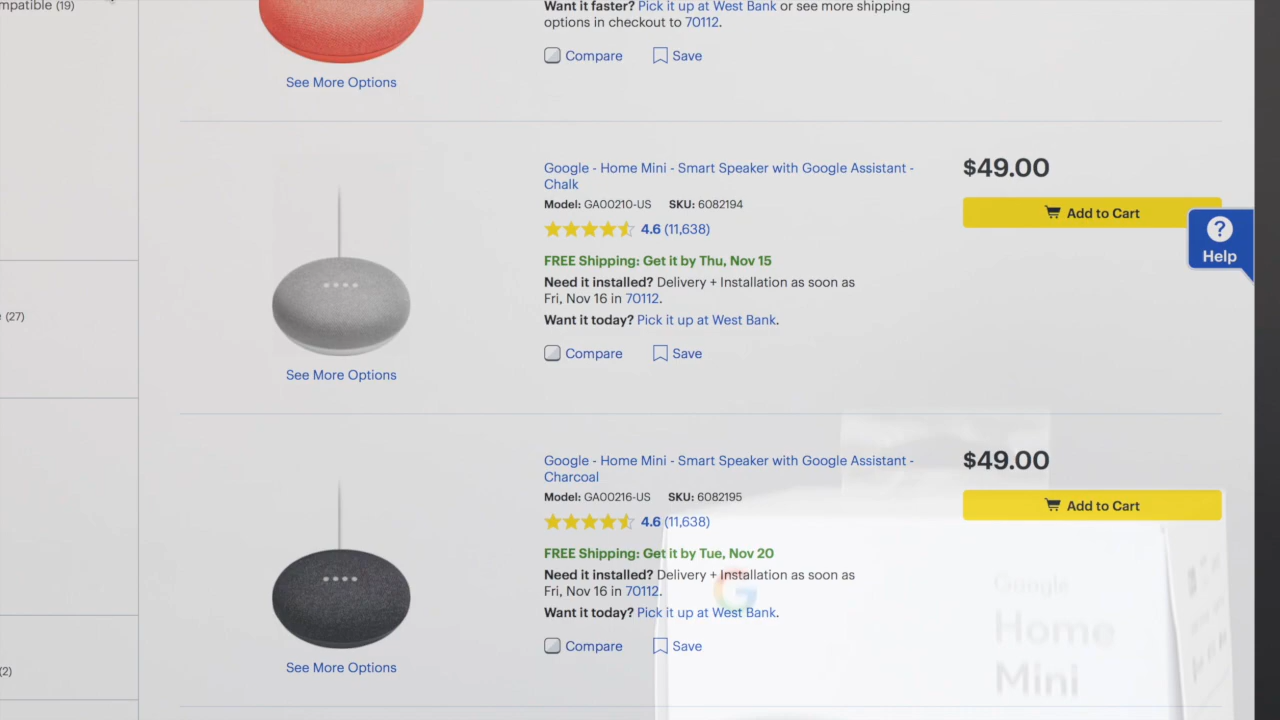 mpatible (19)
Want it faster? Pick it up at West Bank or see more shipping
options in checkout to 70112.
Compare
Save
See More Options
Google - Home Mini - Smart Speaker with Google Assistant -
Chalk
$49.00
Model: GA00210-US SKU: 6082194
Add to Cart
4.6 (11,638)
?
Help
FREE Shipping: Get it by Thu, Nov 15
Need it installed? Delivery + Installation as soon as
Fri, Nov 16 in 70112.
(27)
Want it today? Pick it up at West Bank.
Compare
Save
See More Options
Google - Home Mini - Smart Speaker with Google Assistant -
Charcoal
$49.00
Model: GA00216-US SKU: 6082195
Add to Cart
4.6 (11,638)
FREE Shipping: Get it by Tue, Nov 20
Need it installed? Delivery + Installation as soon as
Fri, Nov 16 in 70112.
G
Google
Home
Mini
Want it today? Pick it up at West Bank.
Compare
Save
See More Options
(2)